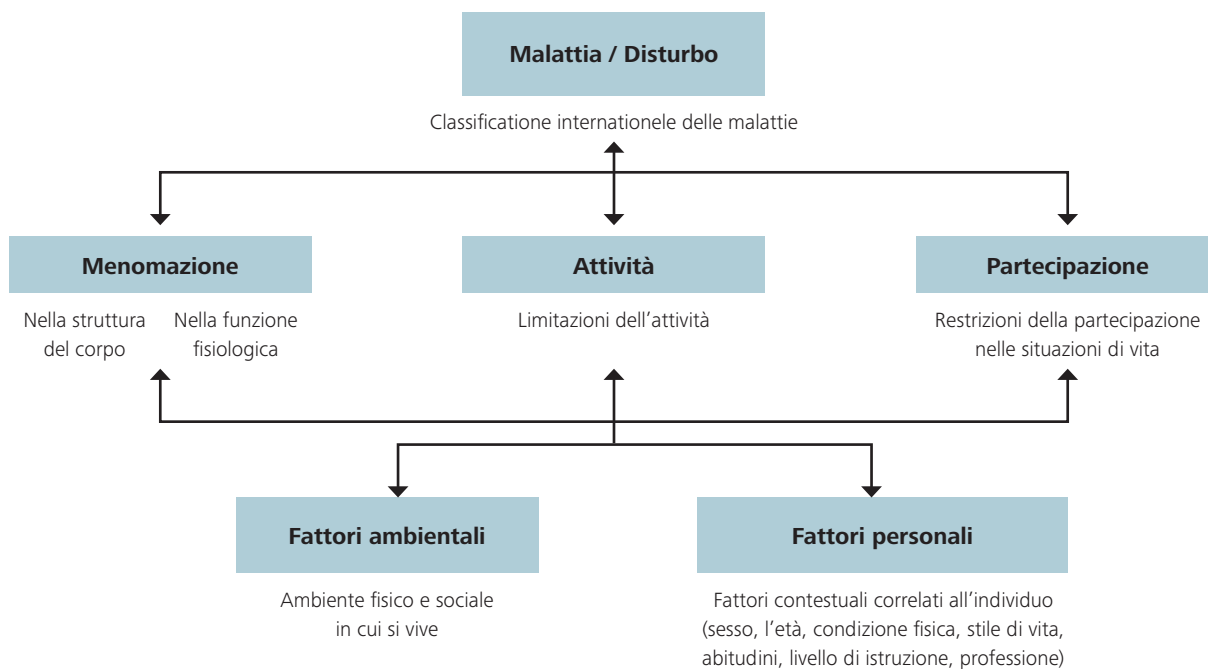 Malattia / Disturbo
Classificatione internationele delle malattie
Menomazione
Nella struttura
del corpo
Nella funzione
fisiologica
Attività
Limitazioni dell'attività
Partecipazione
Restrizioni della partecipazione
nelle situazioni di vita
Fattori ambientali
Ambiente fisico e sociale
in cui si vive
Fattori personali
Fattori contestuali correlati all'individuo
(sesso, l'età, condizione fisica, stile di vita,
abitudini, livello di istruzione, professione)